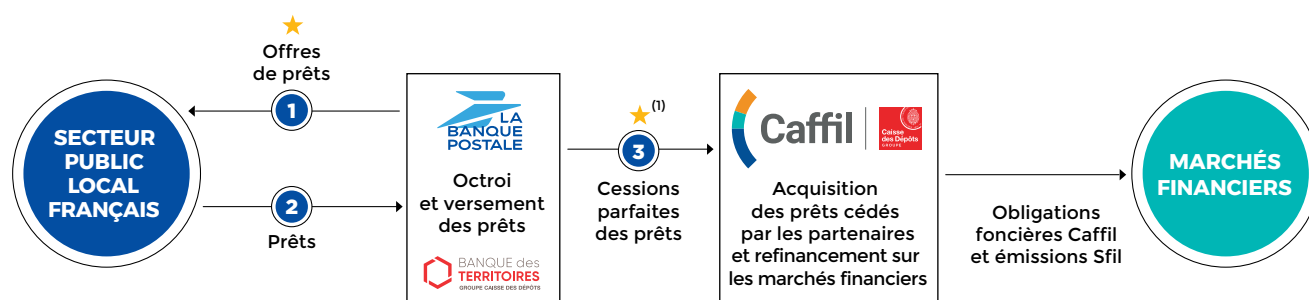 Offres
de prêts
1
SECTEUR
PUBLIC
LOCAL
FRANÇAIS
2
Prêts
LA
BANQUE
POSTALE
Octroi
et versement
des prêts
BANQUE des
TERRITOIRES
GROUPE CAISSE DES DÉPÔTS
(1)
3
Cessions
parfaites
des prêts
Caffil
Caisse
des Dépôts
GROUPE
Acquisition
des prêts cédés
par les partenaires
et refinancement sur
les marchés financiers
Obligations
foncières Caffil
et émissions Sfil
MARCHÉS
FINANCIERS